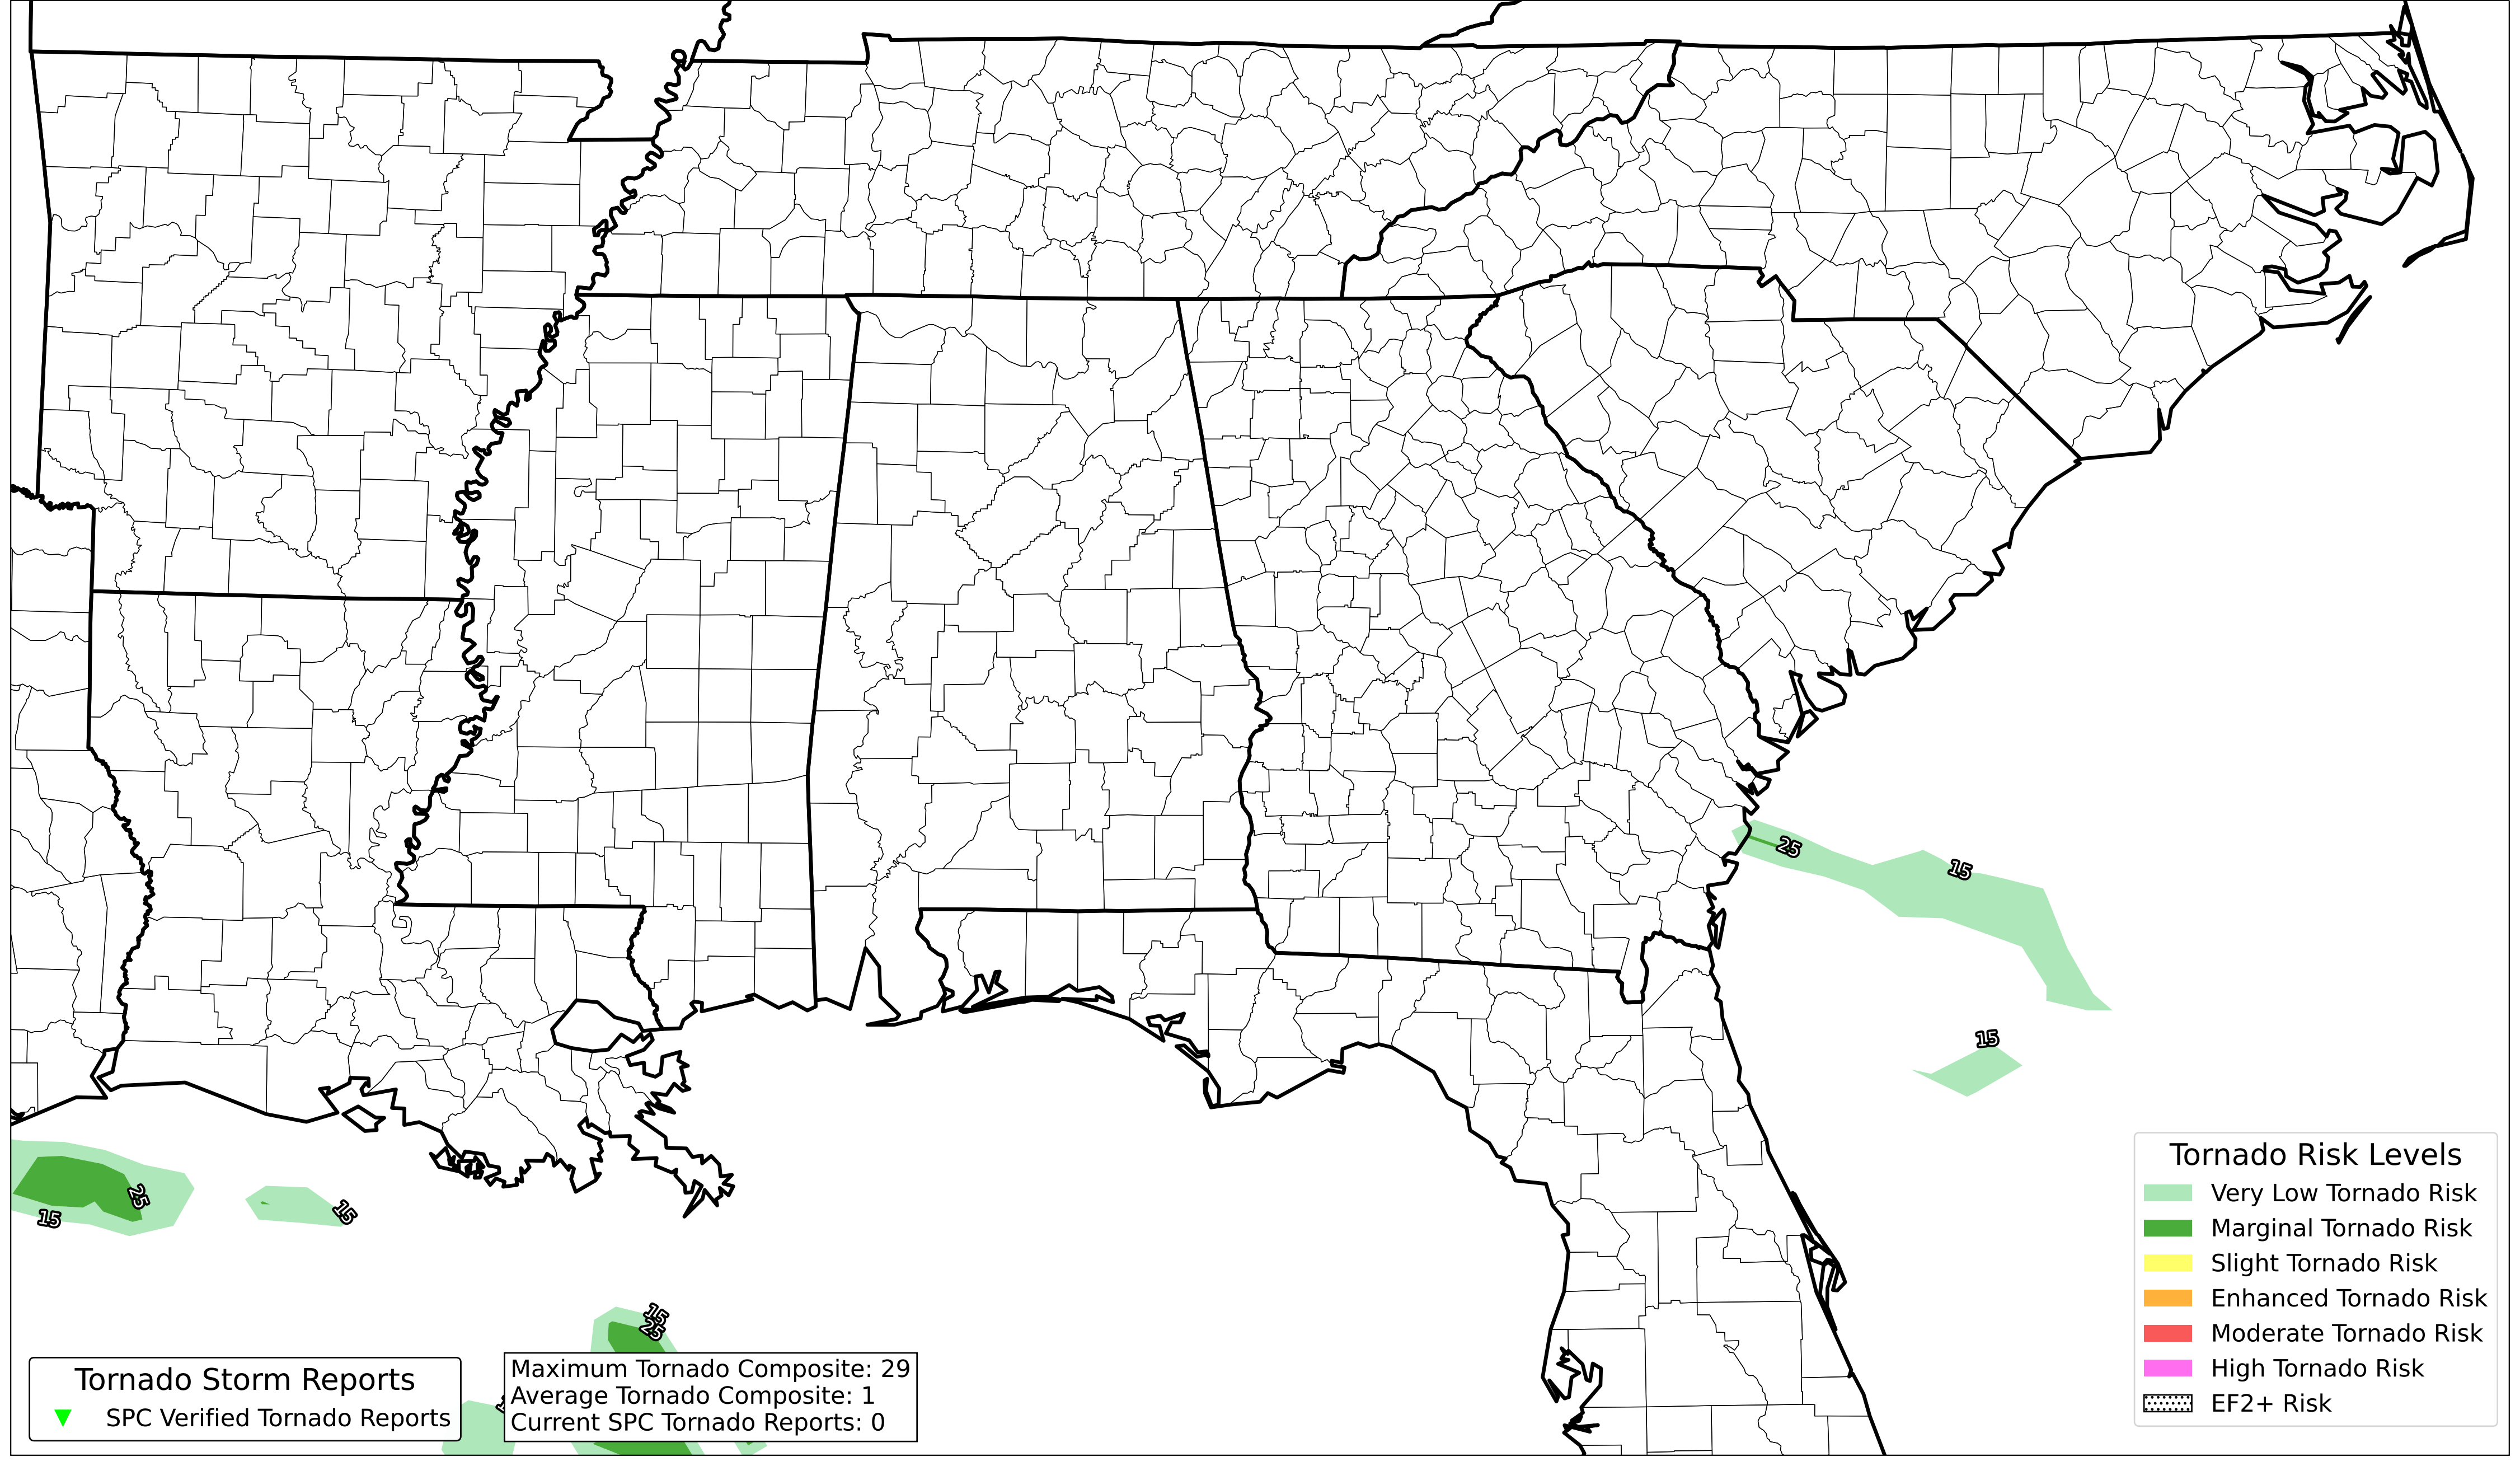 25
15
15
25
15
15
15
25
Tornado Storm Reports
SPC Verified Tornado Reports
Maximum Tornado Composite: 29
Average Tornado Composite: 1
Current SPC Tornado Reports: 0
Tornado Risk Levels
Very Low Tornado Risk
Marginal Tornado Risk
Slight Tornado Risk
Enhanced Tornado Risk
Moderate Tornado Risk
High Tornado Risk
EF2+ Risk